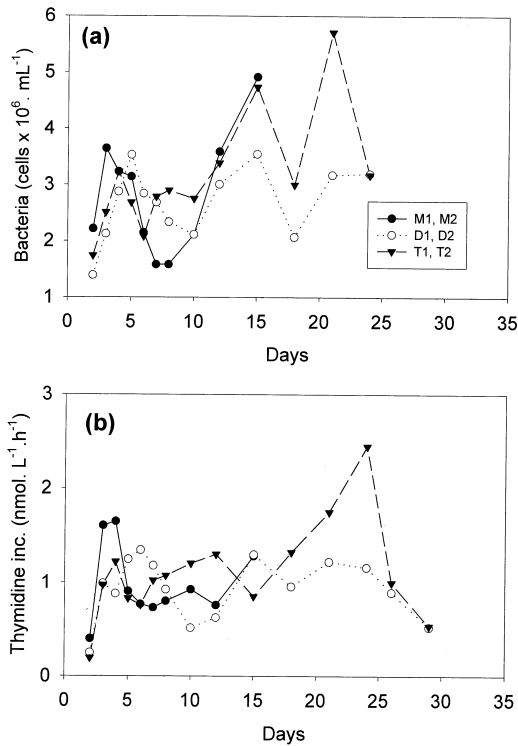 (a)
Bacteria (cells x 10⁶. mL⁻¹)
6
5
4
3
2
1
M1, M2
D1, D2
T1, T2
0 5 10 15 20 25 30 35
Days
(b)
Thymidine inc. (nmol. L⁻¹.h⁻¹)
3
2
1
0
0 5 10 15 20 25 30 35
Days